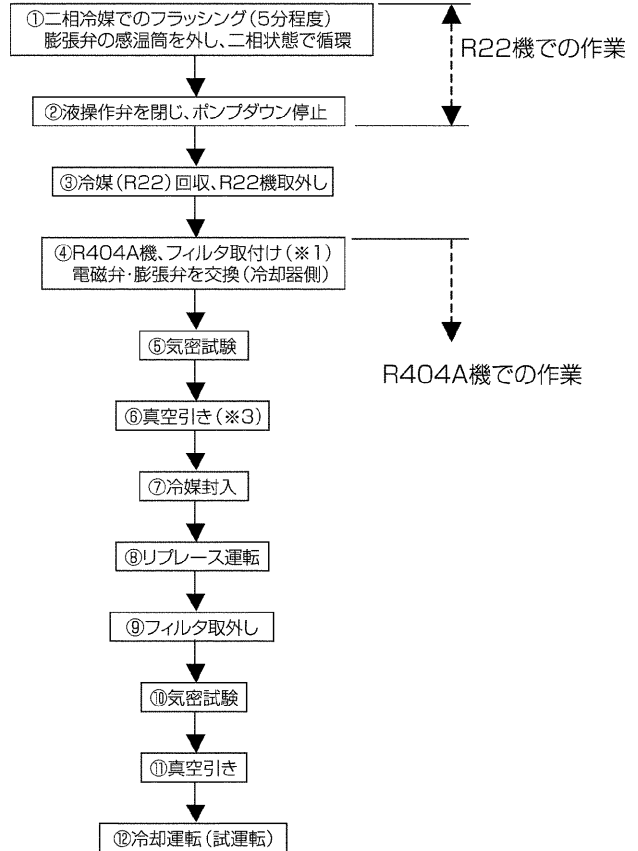 ①二相冷媒でのフラッシング(5分程度)
膨張弁の感温筒を外し、二相状態で循環
R22機での作業
②液操作弁を閉じ、ポンプダウン停止
③冷媒(R22)回収、R22機取外し
④R404A機、フィルタ取付け(※1)
電磁弁・膨張弁を交換(冷却器側)
⑤気密試験
R404A機での作業
⑥真空引き(※3)
⑦冷媒封入
⑧リプレース運転
⑨フィルタ取外し
⑩気密試験
⑪真空引き
⑫冷却運転(試運転)